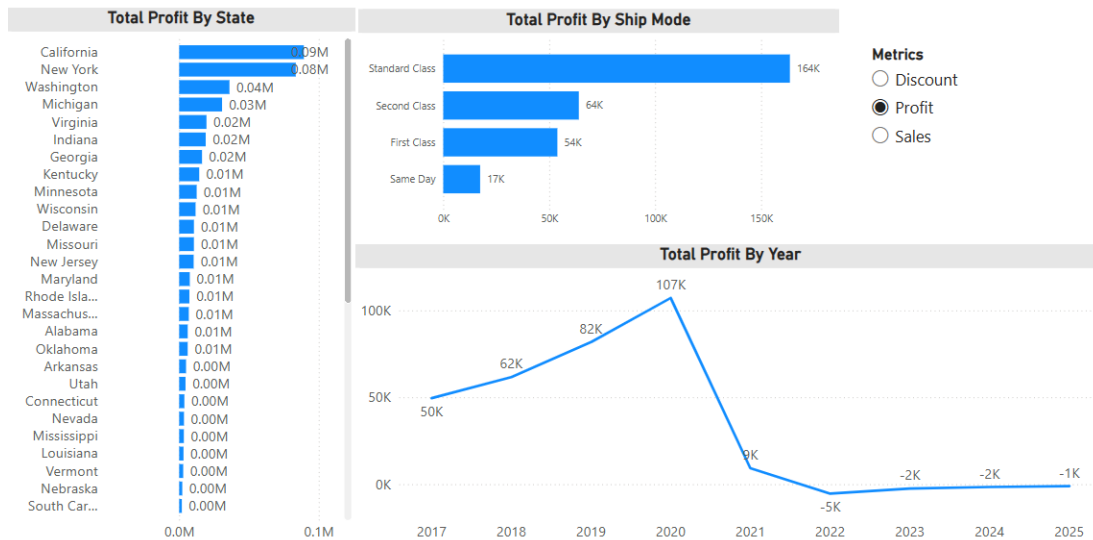 Total Profit By State
California 0.09M
New York 0.08M
Washington 0.04M
Michigan 0.03M
Virginia 0.02M
Indiana 0.02M
Georgia 0.02M
Kentucky 0.01M
Minnesota 0.01M
Wisconsin 0.01M
Delaware 0.01M
Missouri 0.01M
New Jersey 0.01M
Maryland 0.01M
Rhode Isla... 0.01M
Massachus... 0.01M
Alabama 0.01M
Oklahoma 0.01M
Arkansas 0.00M
Utah 0.00M
Connecticut 0.00M
Nevada 0.00M
Mississippi 0.00M
Louisiana 0.00M
Vermont 0.00M
Nebraska 0.00M
South Car... 0.00M
0.0M 0.1M
Total Profit By Ship Mode
Standard Class 164K
Second Class 64K
First Class 54K
Same Day 17K
0K 50K 100K 150K
Metrics
Discount
Profit
Sales
Total Profit By Year
100K
50K
0K
50K 62K 82K 107K 9K -5K -2K -2K -1K
2017 2018 2019 2020 2021 2022 2023 2024 2025